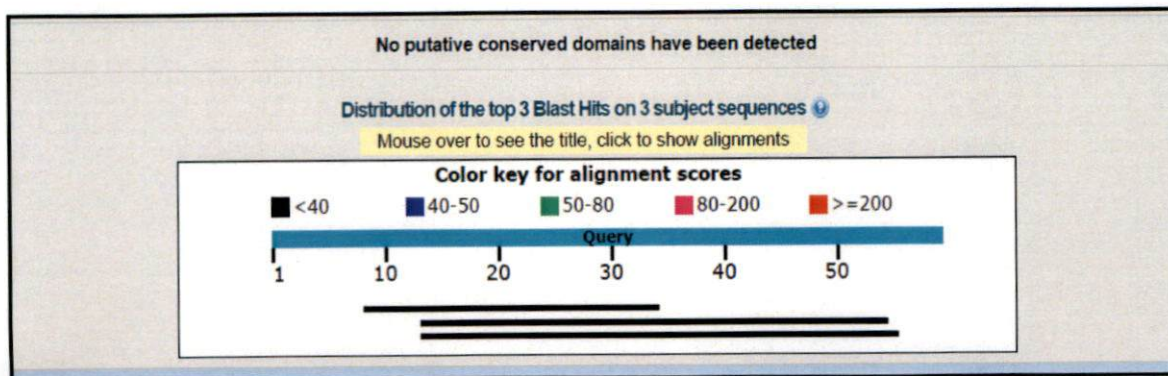 No putative conserved domains have been detected
Distribution of the top 3 Blast Hits on 3 subject sequences ?
Mouse over to see the title, click to show alignments
Color key for alignment scores
<40 40-50 50-80 80-200 >=200
Query
1 10 20 30 40 50